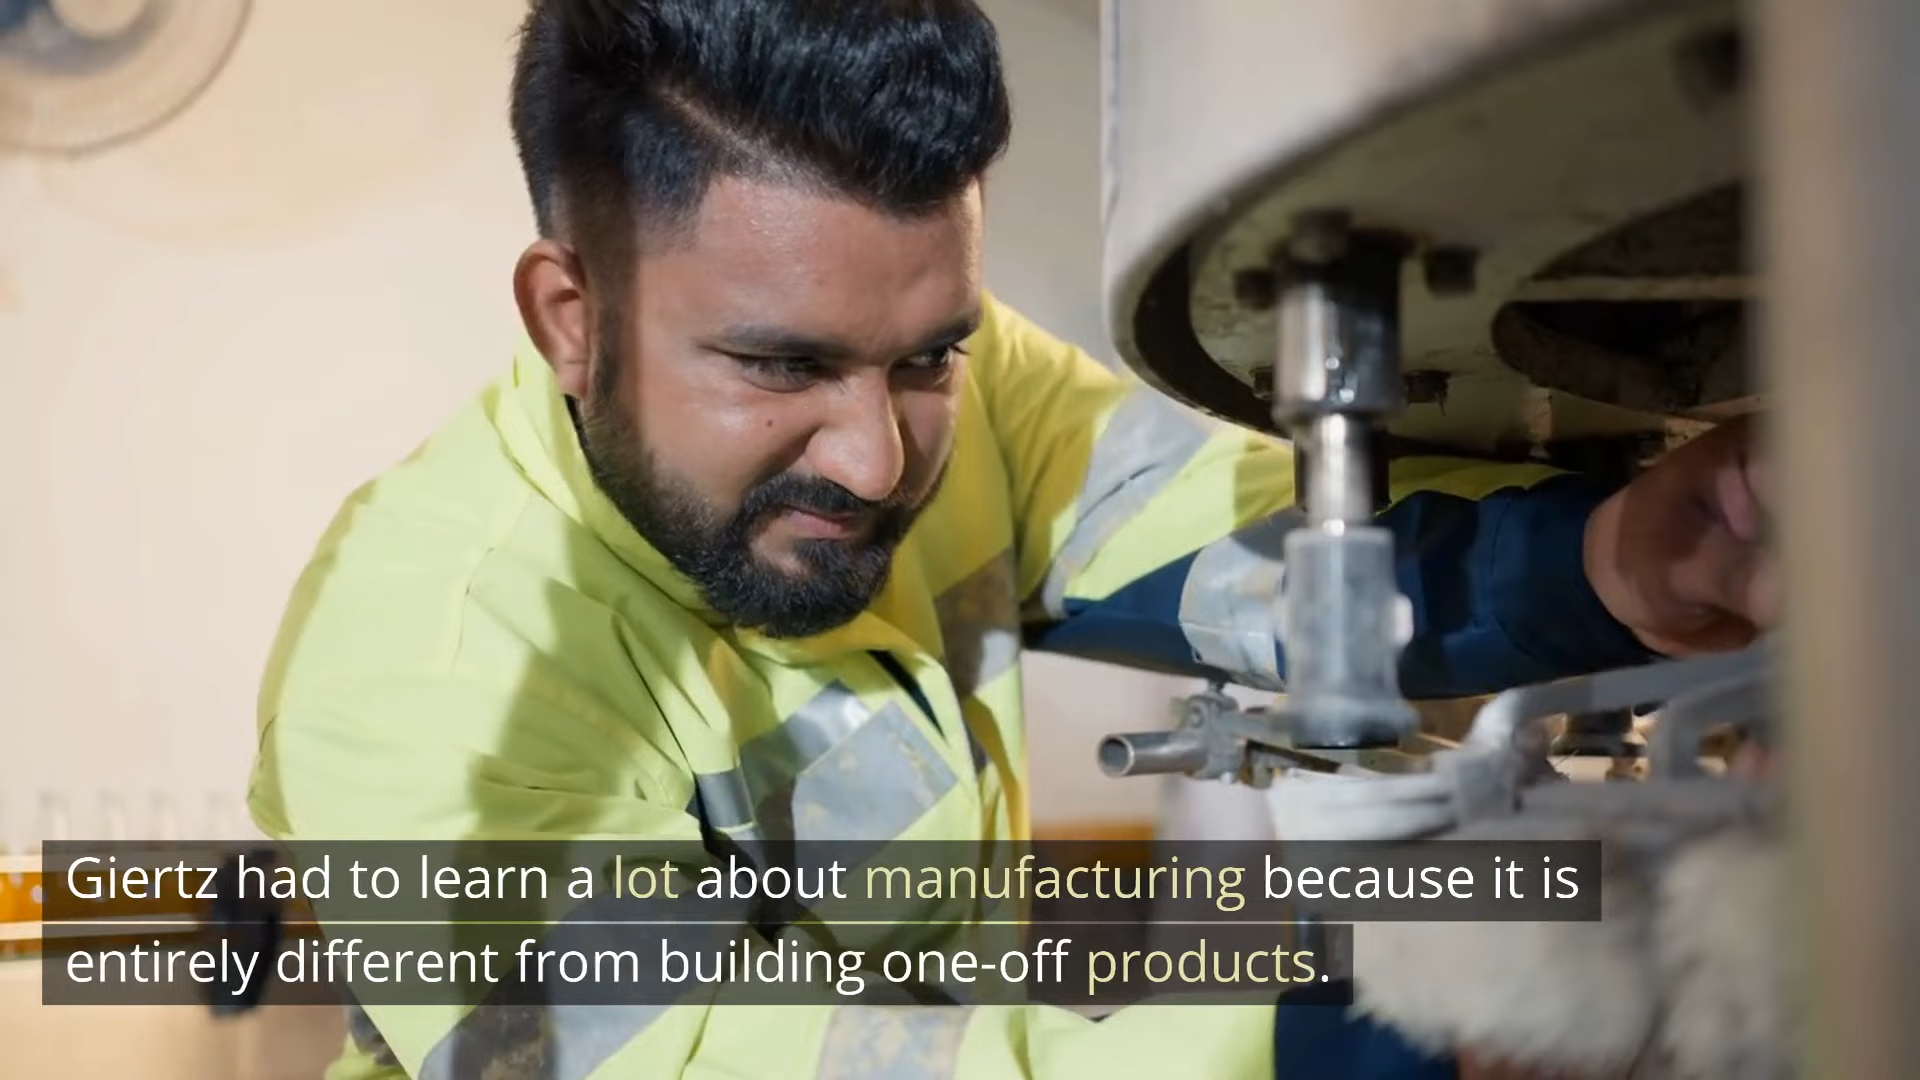 Giertz had to learn a lot about manufacturing because it is
entirely different from building one-off products.